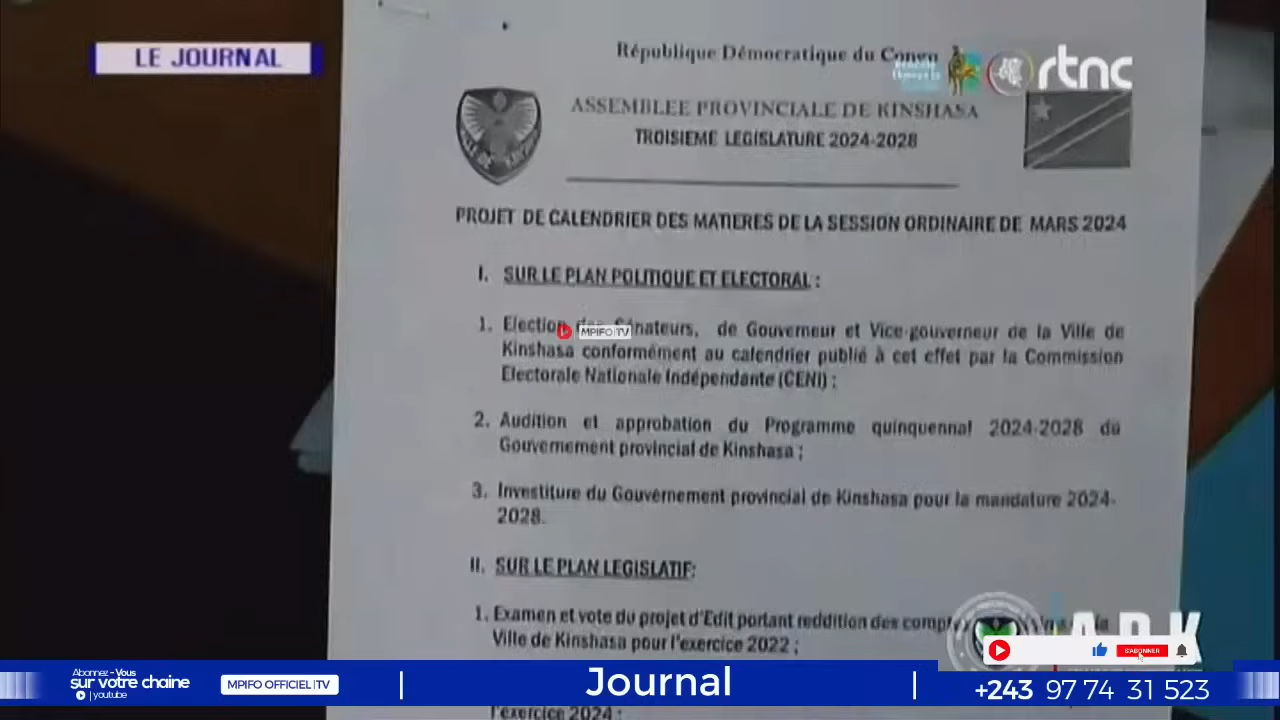 LE JOURNAL
République Démocratique du Congo
rtnc
ASSEMBLEE PROVINCIALE DE KINSHASA
TROISIEME LEGISLATURE 2024-2028
PROJET DE CALENDRIER DES MATIERES DE LA SESSION ORDINAIRE DE MARS 2024
I. SUR LE PLAN POLITIQUE ET ELECTORAL :
1. Election des Sénateurs, de Gouverneur et Vice-gouverneur de la Ville de
MPIFO TV
Kinshasa conformément au calendrier publié à cet effet par la Commission
Electorale Nationale Indépendante (CENI) ;
2. Audition et approbation du Programme quinquennal 2024-2028 du
Gouvernement provincial de Kinshasa ;
3. Investiture du Gouvernement provincial de Kinshasa pour la mandature 2024-
2028.
II. SUR LE PLAN LEGISLATIF:
1. Examen et vote du projet d'Edit portant reddition des
Ville de Kinshasa pour l'exercice 2022 ;
S'ABONNER
Abonnez-Vous
sur votre chaine
youtube
MPIFO OFFICIEL TV
Journal
+243 97 74 31 523
l'exercice 2024 ;